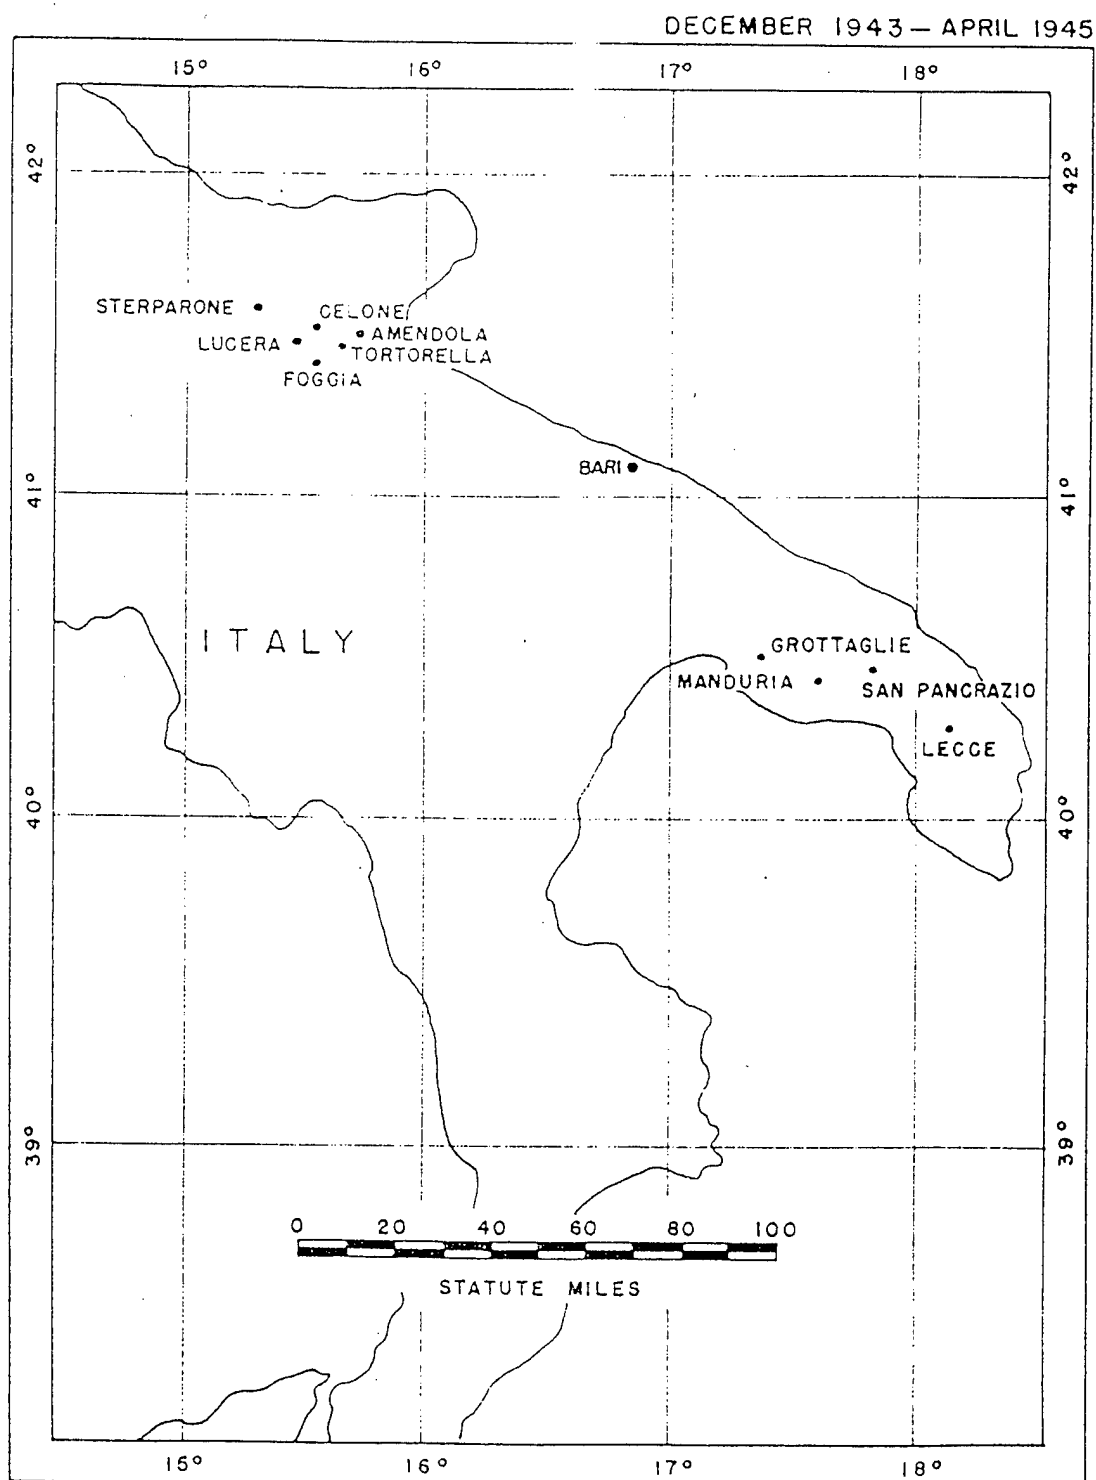 DECEMBER 1943 – APRIL 1945
15° 16° 17° 18°
42° 42°
STERPARONE
CELONE
AMENDOLA
LUCERA
TORTORELLA
FOGGIA
BARI
41° 41°
ITALY
GROTTAGLIE
MANDURIA
SAN PANCRAZIO
LECCE
40° 40°
39° 39°
0 20 40 60 80 100
STATUTE MILES
15° 16° 17° 18°